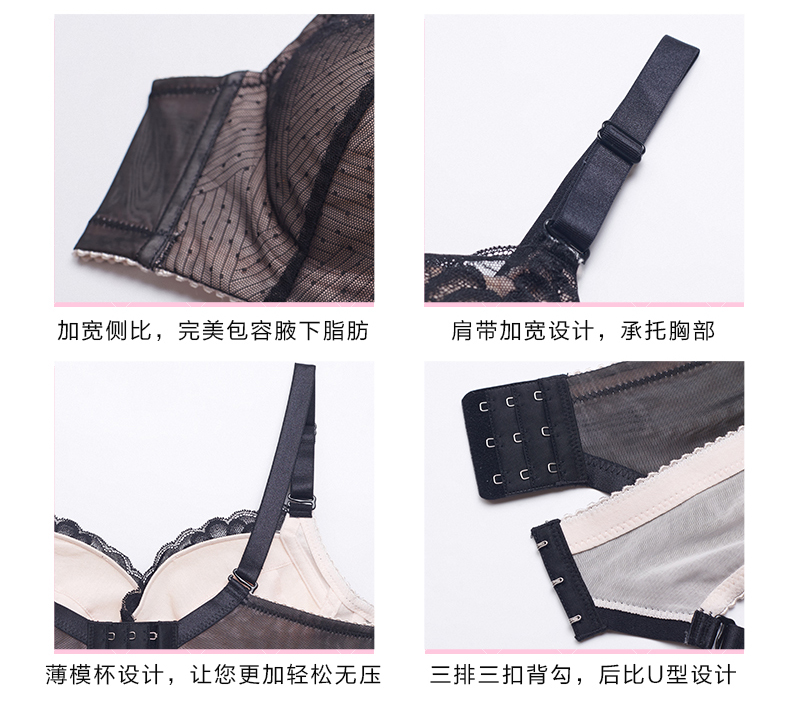 加宽侧比，完美包容腋下脂肪
肩带加宽设计，承托胸部
薄模杯设计，让您更加轻松无压
三排三扣背勾，后比U型设计